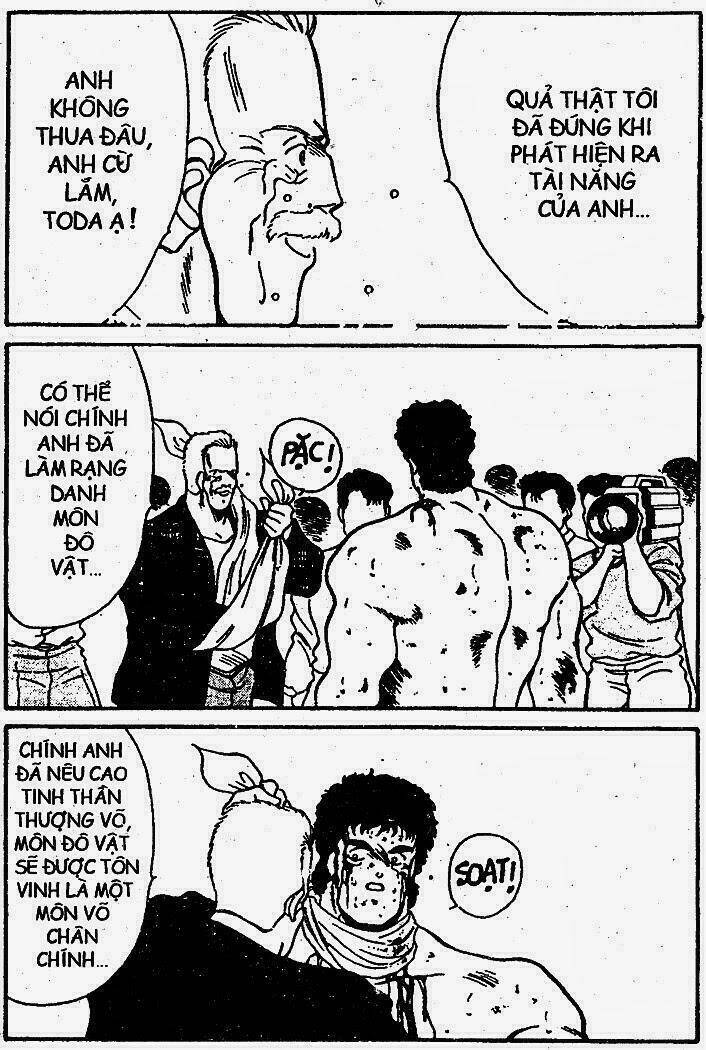 ANH
KHÔNG
THUA ĐÂU,
ANH CỪ
LẮM,
TODA Ạ!
QUẢ THẬT TÔI
ĐÃ ĐÚNG KHI
PHÁT HIỆN RA
TÀI NĂNG
CỦA ANH...
CÓ THỂ
NÓI CHÍNH
ANH ĐÃ
LÀM RẠNG
DANH
MÔN
ĐÔ
VẬT...
PẶC!
CHÍNH ANH
ĐÃ NÊU CAO
TINH THẦN
THƯỢNG VÕ,
MÔN ĐÔ VẬT
SẼ ĐƯỢC TÔN
VINH LÀ MỘT
MÔN VÕ
CHÂN
CHÍNH...
SOẠT!